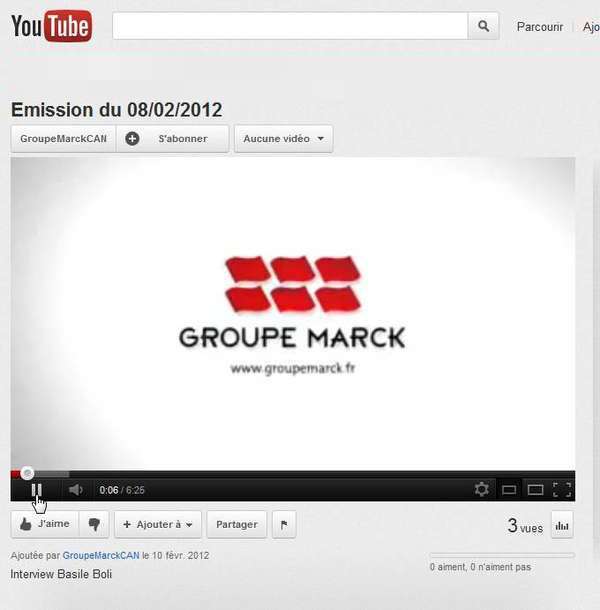 YouTube
Parcourir
Ajo
Emission du 08/02/2012
GroupeMarckCAN
S'abonner
Aucune vidéo
GROUPE MARCK
www.groupemarck.fr
0:06 / 6:25
J'aime
+ Ajouter à
Partager
3 vues
Ajoutée par GroupeMarckCAN le 10 févr. 2012
Interview Basile Boli
0 aiment, 0 n'aiment pas